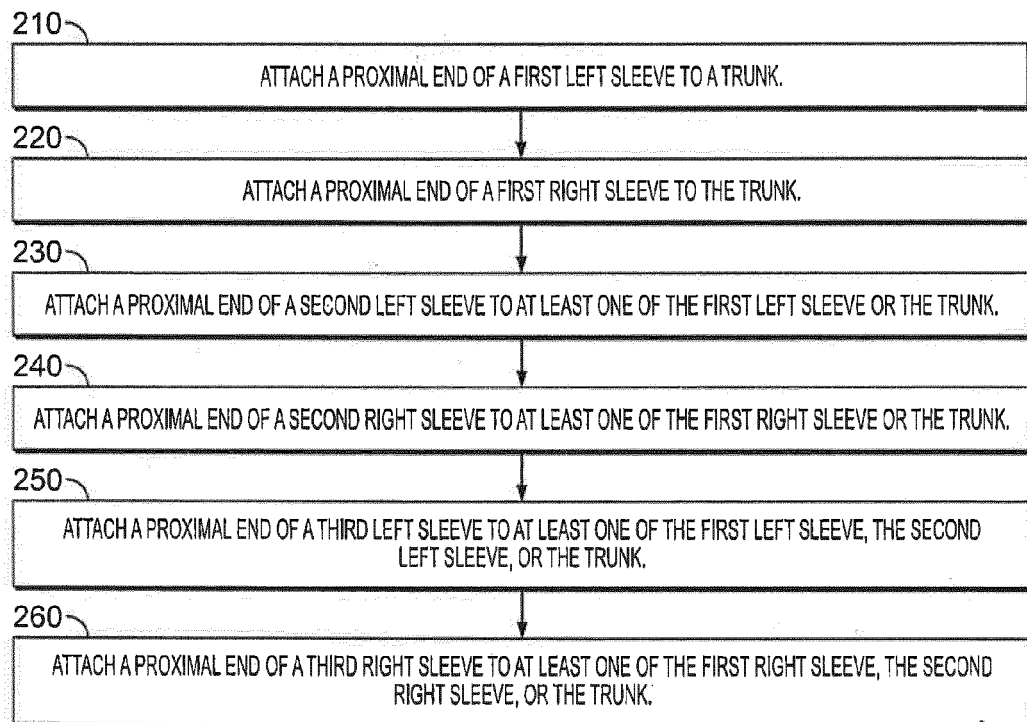 210
ATTACH A PROXIMAL END OF A FIRST LEFT SLEEVE TO A TRUNK.
220
ATTACH A PROXIMAL END OF A FIRST RIGHT SLEEVE TO THE TRUNK.
230
ATTACH A PROXIMAL END OF A SECOND LEFT SLEEVE TO AT LEAST ONE OF THE FIRST LEFT SLEEVE OR THE TRUNK.
240
ATTACH A PROXIMAL END OF A SECOND RIGHT SLEEVE TO AT LEAST ONE OF THE FIRST RIGHT SLEEVE OR THE TRUNK.
250
ATTACH A PROXIMAL END OF A THIRD LEFT SLEEVE TO AT LEAST ONE OF THE FIRST LEFT SLEEVE, THE SECOND
LEFT SLEEVE, OR THE TRUNK.
260
ATTACH A PROXIMAL END OF A THIRD RIGHT SLEEVE TO AT LEAST ONE OF THE FIRST RIGHT SLEEVE, THE SECOND
RIGHT SLEEVE, OR THE TRUNK.